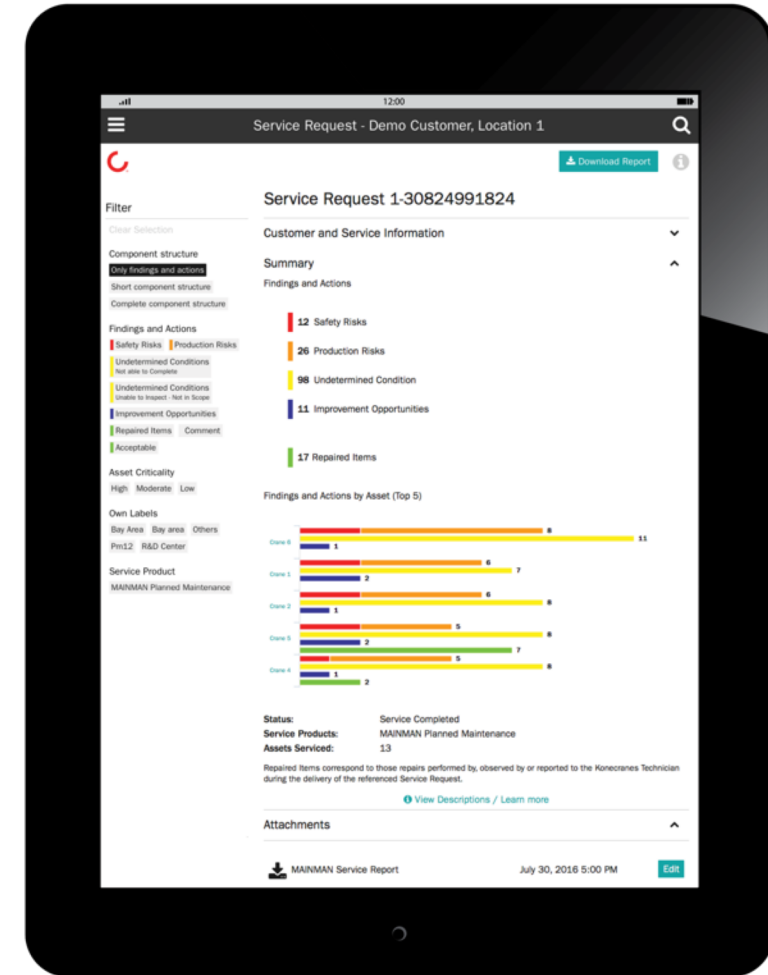 12:00
Service Request - Demo Customer, Location 1
Download Report
Filter
Clear Selection
Component structure
Only findings and actions
Short component structure
Complete component structure
Findings and Actions
Safety Risks Production Risks
Undetermined Conditions
Not able to Complete
Undetermined Conditions
Unable to Inspect - Not in Scope
Improvement Opportunities
Repaired Items Comment
Acceptable
Asset Criticality
High Moderate Low
Own Labels
Bay Area Bay area Others
Pm12 R&D Center
Service Product
MAINMAN Planned Maintenance
Service Request 1-30824991824
Customer and Service Information
Summary
Findings and Actions
12 Safety Risks
26 Production Risks
98 Undetermined Condition
11 Improvement Opportunities
17 Repaired Items
Findings and Actions by Asset (Top 5)
8
Crane 6 11
1
6
Crane 1 7
2
6
Crane 2 8
1
5
8
2
7
5
Crane 4 8
1
2
Status: Service Completed
Service Products: MAINMAN Planned Maintenance
Assets Serviced: 13
Repaired Items correspond to those repairs performed by, observed by or reported to the Konecranes Technician
during the delivery of the referenced Service Request.
View Descriptions / Learn more
Attachments
MAINMAN Service Report July 30, 2016 5:00 PM Edit